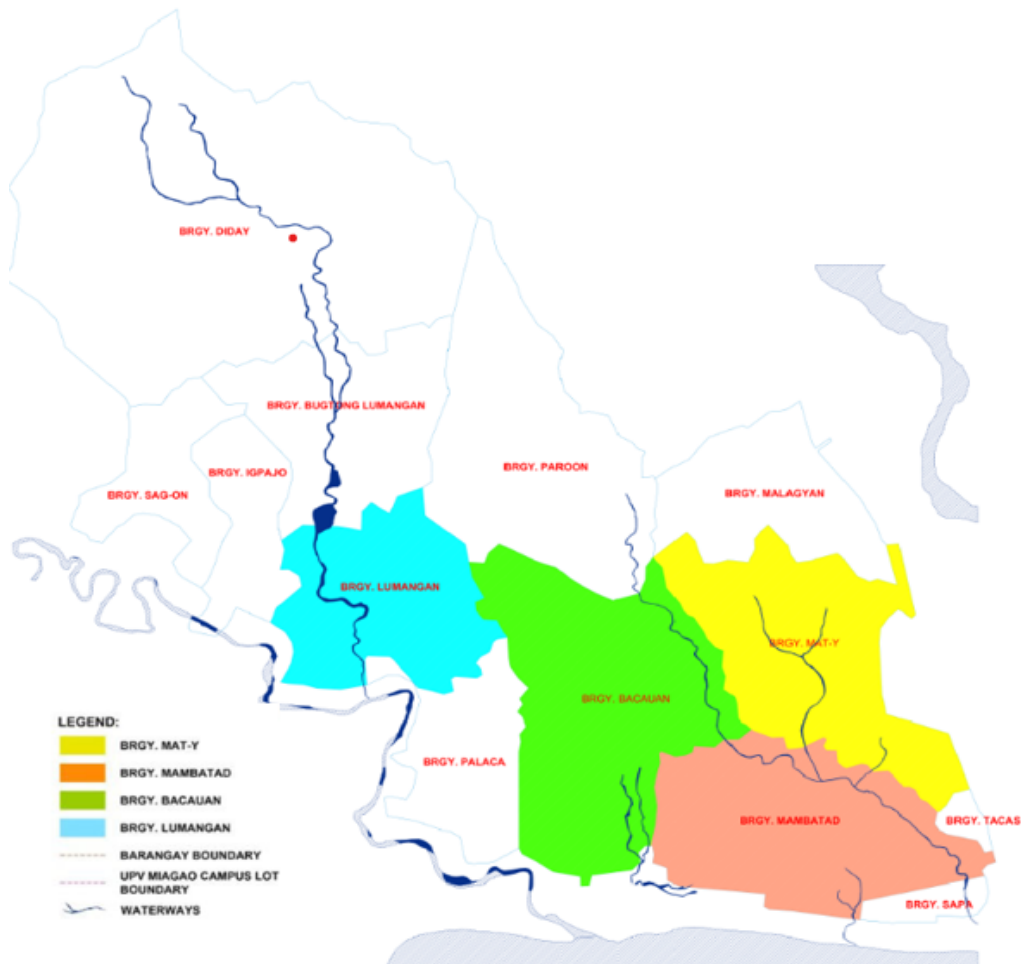 BRGY. DIDAY
BRGY. BUGTONG LUMANGAN
BRGY. IGPAJO
BRGY. SAG-ON
BRGY. PAROON
BRGY. MALAGYAN
BRGY. LUMANGAN
BRGY. MAT-Y
BRGY. BACAUAN
BRGY. PALACA
BRGY. MAMBATAD
BRGY. TACAS
BRGY. SAPA
LEGEND:
BRGY. MAT-Y
BRGY. MAMBATAD
BRGY. BACAUAN
BRGY. LUMANGAN
BARANGAY BOUNDARY
UPV MIAGAO CAMPUS LOT
BOUNDARY
WATERWAYS